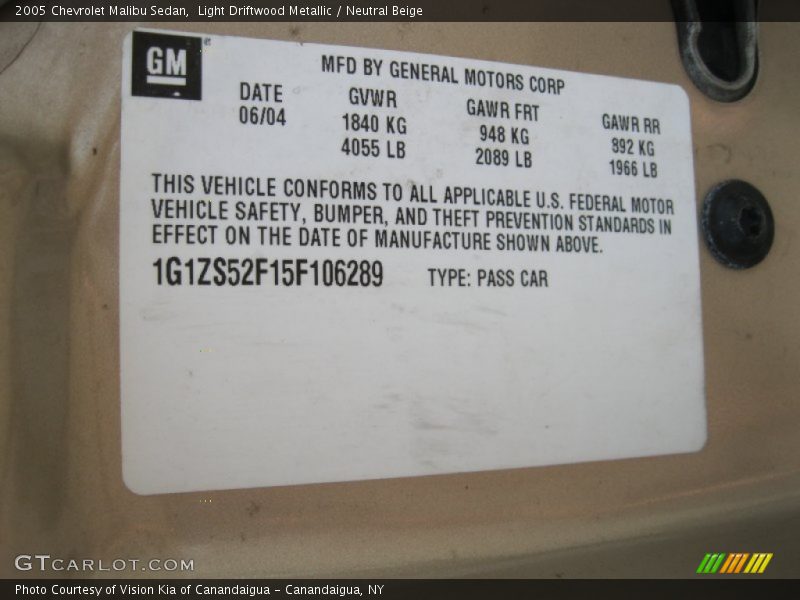 2005 Chevrolet Malibu Sedan,  Light Driftwood Metallic / Neutral Beige
GM
MFD BY GENERAL MOTORS CORP
DATE GVWR GAWR FRT GAWR RR
06/04 1840 KG 948 KG 892 KG
4055 LB 2089 LB 1966 LB
THIS VEHICLE CONFORMS TO ALL APPLICABLE U.S. FEDERAL MOTOR
VEHICLE SAFETY, BUMPER, AND THEFT PREVENTION STANDARDS IN
EFFECT ON THE DATE OF MANUFACTURE SHOWN ABOVE.
1G1ZS52F15F106289 TYPE: PASS CAR
GTCARLOT.COM
Photo Courtesy of Vision Kia of Canandaigua - Canandaigua, NY